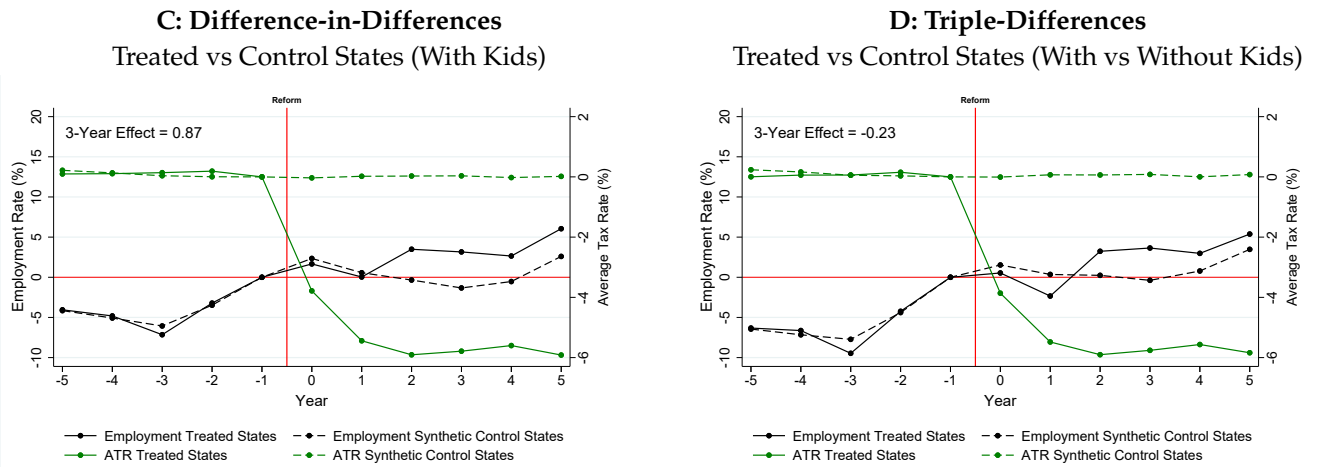 C: Difference-in-Differences
Treated vs Control States (With Kids)
Reform
3-Year Effect = 0.87
Employment Rate (%)
20
15
10
5
0
-5
-10
Average Tax Rate (%)
2
0
-2
-4
-6
-5 -4 -3 -2 -1 0 1 2 3 4 5
Year
Employment Treated States
Employment Synthetic Control States
ATR Treated States
ATR Synthetic Control States
D: Triple-Differences
Treated vs Control States (With vs Without Kids)
Reform
3-Year Effect = -0.23
Employment Rate (%)
20
15
10
5
0
-5
-10
Average Tax Rate (%)
2
0
-2
-4
-6
-5 -4 -3 -2 -1 0 1 2 3 4 5
Year
Employment Treated States
Employment Synthetic Control States
ATR Treated States
ATR Synthetic Control States